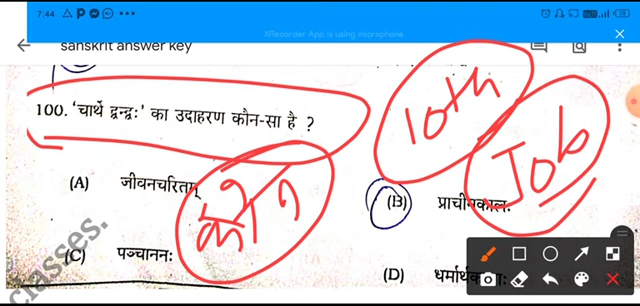 7:44
XRecorder App is using microphone
sanskrit answer key
100. 'चार्थे द्वन्द्वः' का उदाहरण कौन-सा है ?
10th
Job
(A) जीवनचरितम्
(B) प्राचीनकालः
(C) पञ्चाननः
(D)
classes.